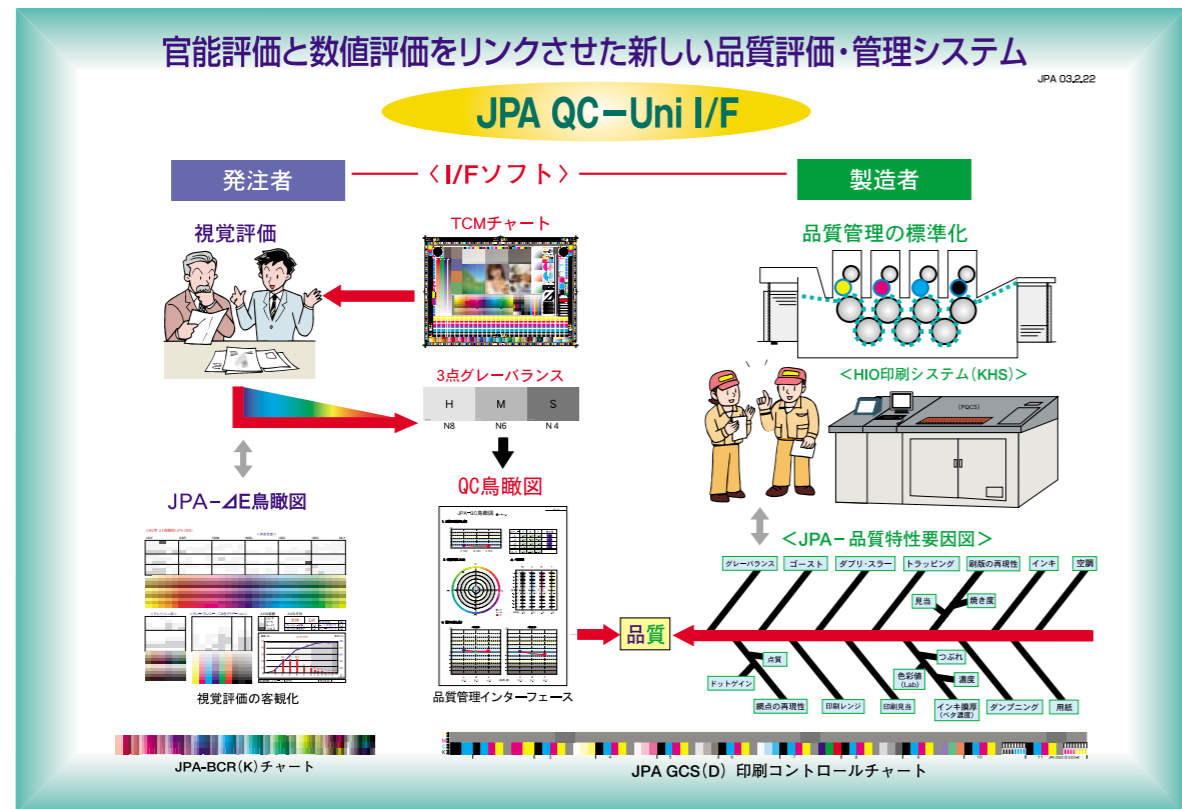 官能評価と数値評価をリンクさせた新しい品質評価・管理システム
JPA 03.2.22
JPA QC−Uni I/F
発注者
〈I/Fソフト〉
製造者
視覚評価
TCMチャート
品質管理の標準化
3点グレーバランス
H M S
N8 N6 N4
<HIO印刷システム(KHS)>
(PQCS)
JPA−⊿E鳥瞰図
QC鳥瞰図
JPA-QC鳥瞰図
<JPA−品質特性要因図>
グレーバランス
ゴースト
ダブリ・スラー
トラッピング
刷版の再現性
インキ
空調
見当
焼き度
品質
点質
つぶれ
ドットゲイン
色彩値
(Lab)
濃度
網点の再現性
印刷レンジ
印刷見当
インキ膜厚
(ベタ濃度)
ダンプニング
用紙
視覚評価の客観化
品質管理インターフェース
JPA-BCR(K)チャート
JPA GCS(D) 印刷コントロールチャート